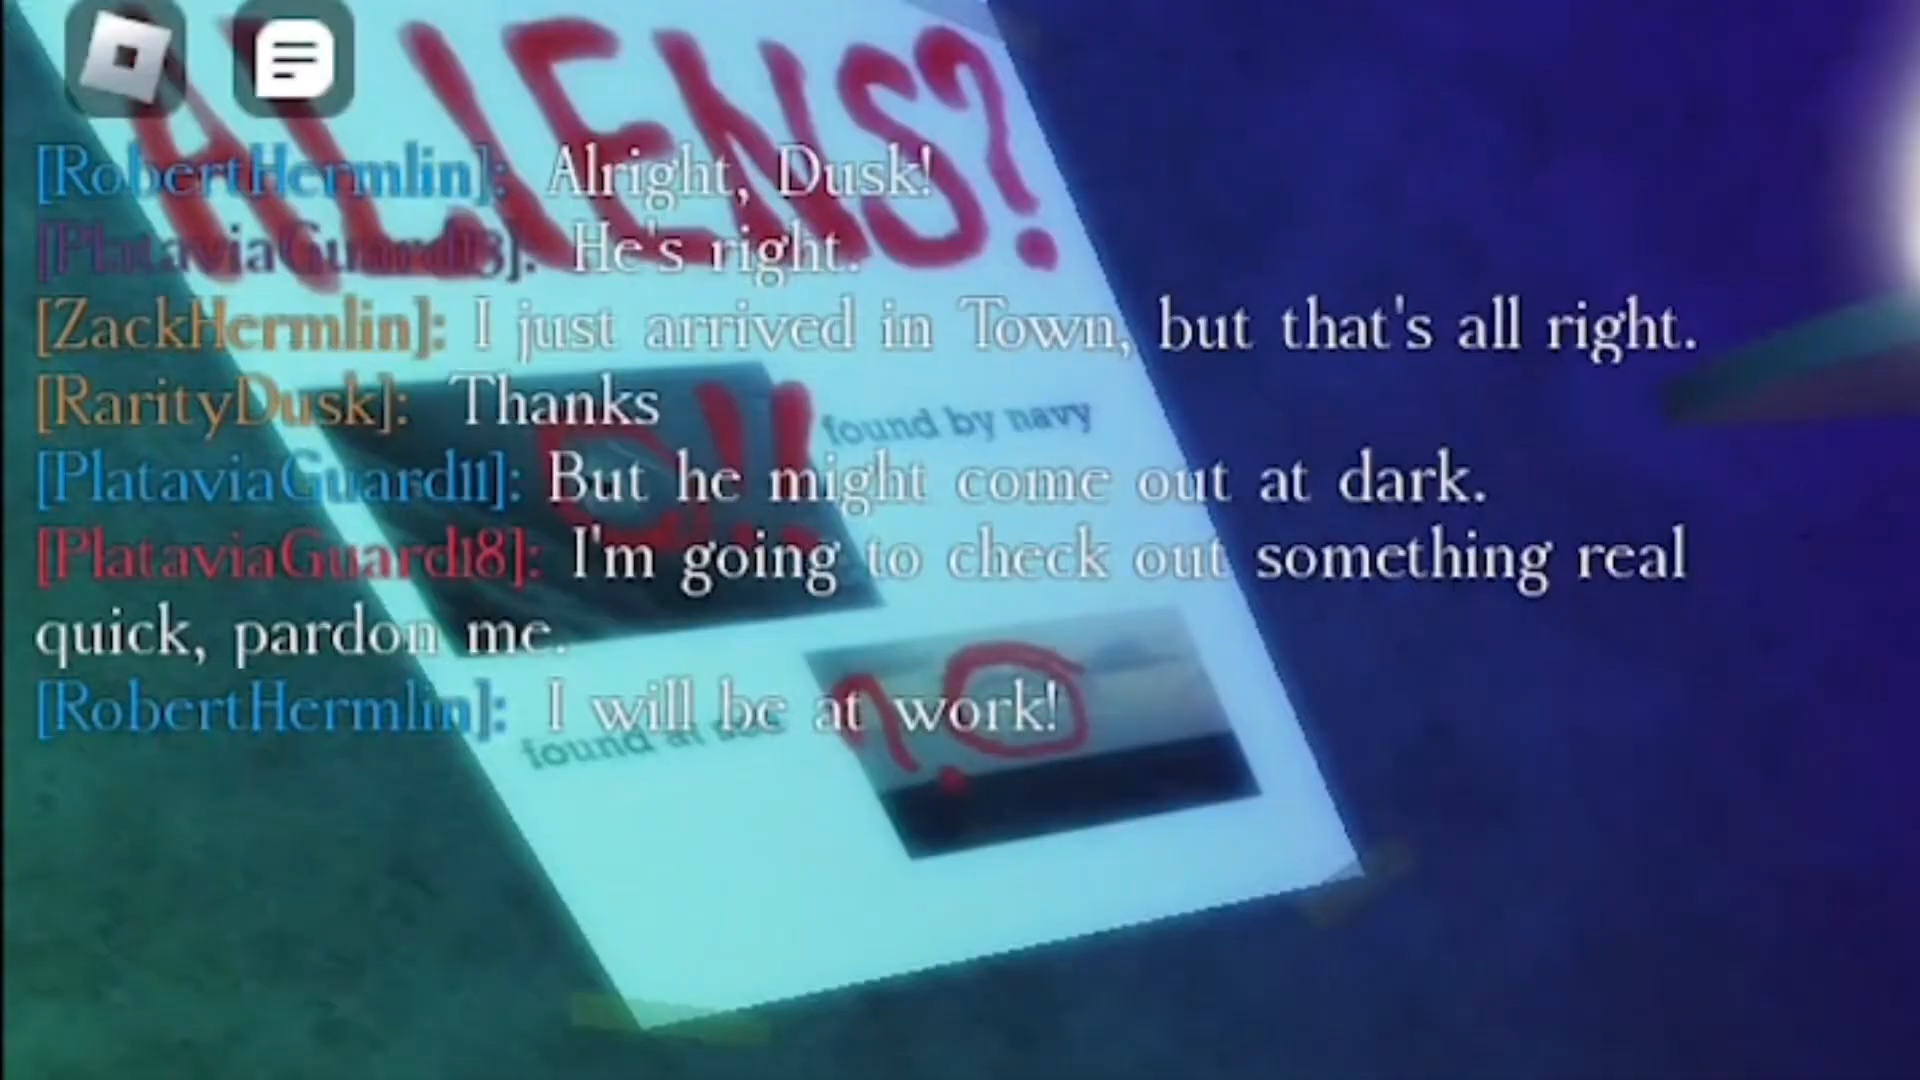 ALIENS?
[RobertHermlin]: Alright, Dusk!
[PlataviaGuard18]: He's right.
[ZackHermlin]: I just arrived in Town, but that's all right.
[RarityDusk]: Thanks
found by navy
[PlataviaGuard11]: But he might come out at dark.
[PlataviaGuard18]: I'm going to check out something real
quick, pardon me.
[RobertHermlin]: I will be at work!
found at